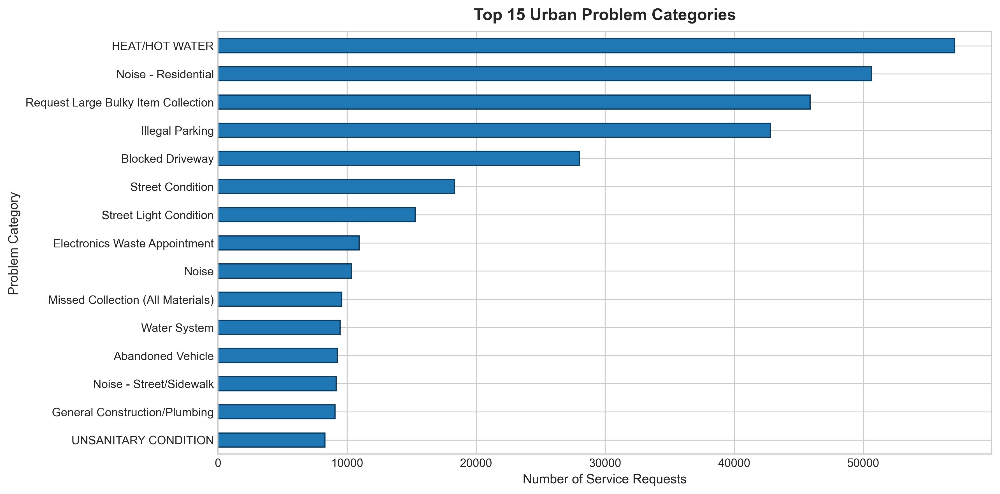 Top 15 Urban Problem Categories
HEAT/HOT WATER
Noise - Residential
Request Large Bulky Item Collection
Illegal Parking
Blocked Driveway
Street Condition
Street Light Condition
Electronics Waste Appointment
Noise
Missed Collection (All Materials)
Water System
Abandoned Vehicle
Noise - Street/Sidewalk
General Construction/Plumbing
UNSANITARY CONDITION
Problem Category
0 10000 20000 30000 40000 50000
Number of Service Requests